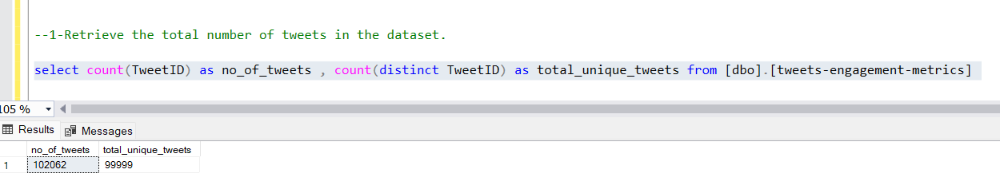 --1-Retrieve the total number of tweets in the dataset.
select count(TweetID) as no_of_tweets , count(distinct TweetID) as total_unique_tweets from [dbo].[tweets-engagement-metrics]
105 %
Results Messages
no_of_tweets total_unique_tweets
1 102062 99999